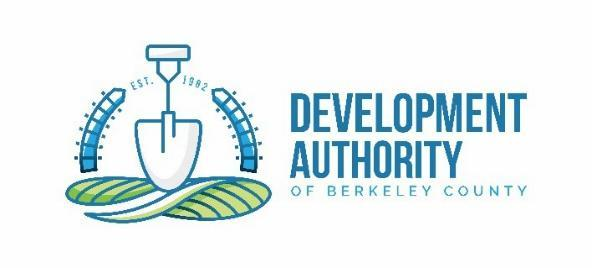 EST. 1982
DEVELOPMENT
AUTHORITY
OF BERKELEY COUNTY